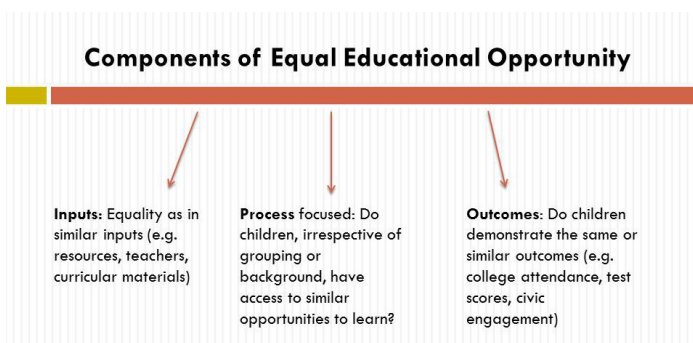 Components of Equal Educational Opportunity
Inputs: Equality as in
similar inputs (e.g.
resources, teachers,
curricular materials)
Process focused: Do
children, irrespective of
grouping or
background, have
access to similar
opportunities to learn?
Outcomes: Do children
demonstrate the same or
similar outcomes (e.g.
college attendance, test
scores, civic
engagement)